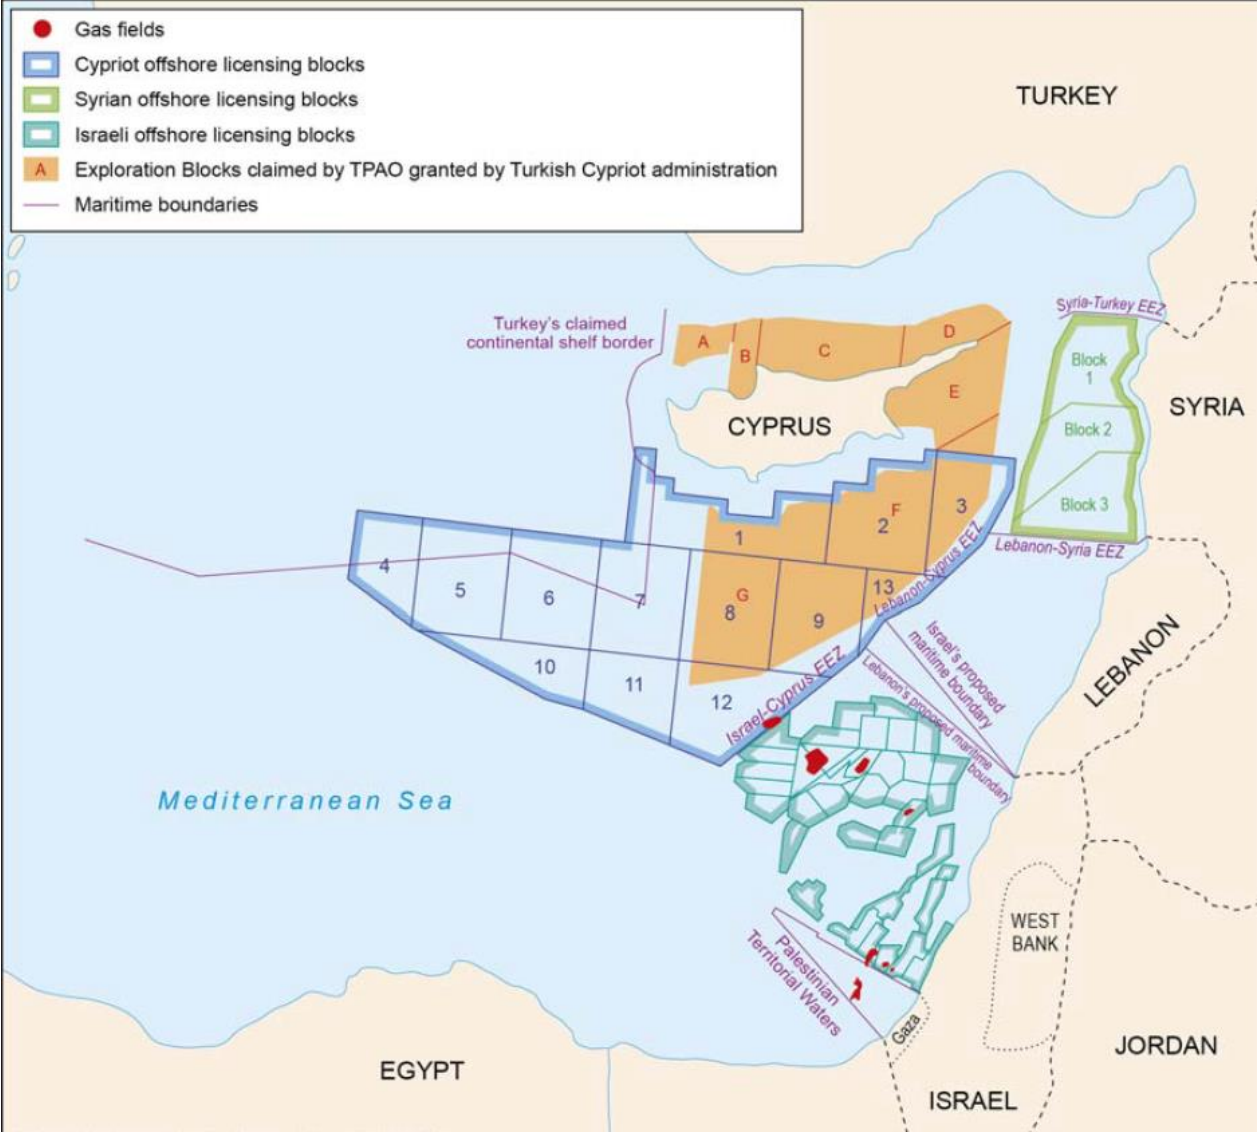 Gas fields
Cypriot offshore licensing blocks
Syrian offshore licensing blocks
Israeli offshore licensing blocks
A Exploration Blocks claimed by TPAO granted by Turkish Cypriot administration
Maritime boundaries
TURKEY
Syria-Turkey EEZ
Turkey's claimed
continental shelf border
A
B
C
D
E
Block
1
Block 2
Block 3
SYRIA
CYPRUS
Lebanon-Syria EEZ
F
G
1
2
3
4
5
6
7
8
9
10
11
12
13
Lebanon-Cyprus EEZ
Israel-Cyprus EEZ
Israel's proposed
maritime boundary
Lebanon's proposed maritime
boundary
LEBANON
Mediterranean Sea
Palestinian
Territorial Waters
WEST
BANK
Gaza
EGYPT
ISRAEL
JORDAN